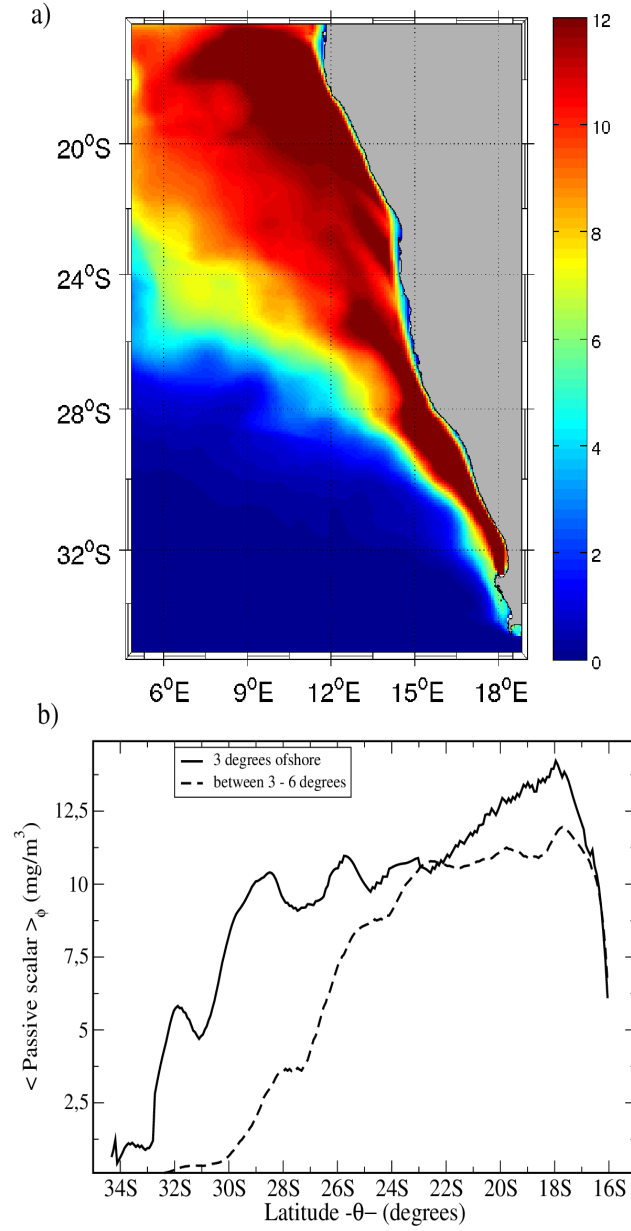 a)
20°S
24°S
28°S
32°S
6°E 9°E 12°E 15°E 18°E
12
10
8
6
4
2
0
b)
3 degrees ofshore
between 3 - 6 degrees
< Passive scalar >ϕ (mg/m³)
12,5
10
7,5
5
2,5
34S 32S 30S 28S 26S 24S 22S 20S 18S 16S
Latitude -θ- (degrees)